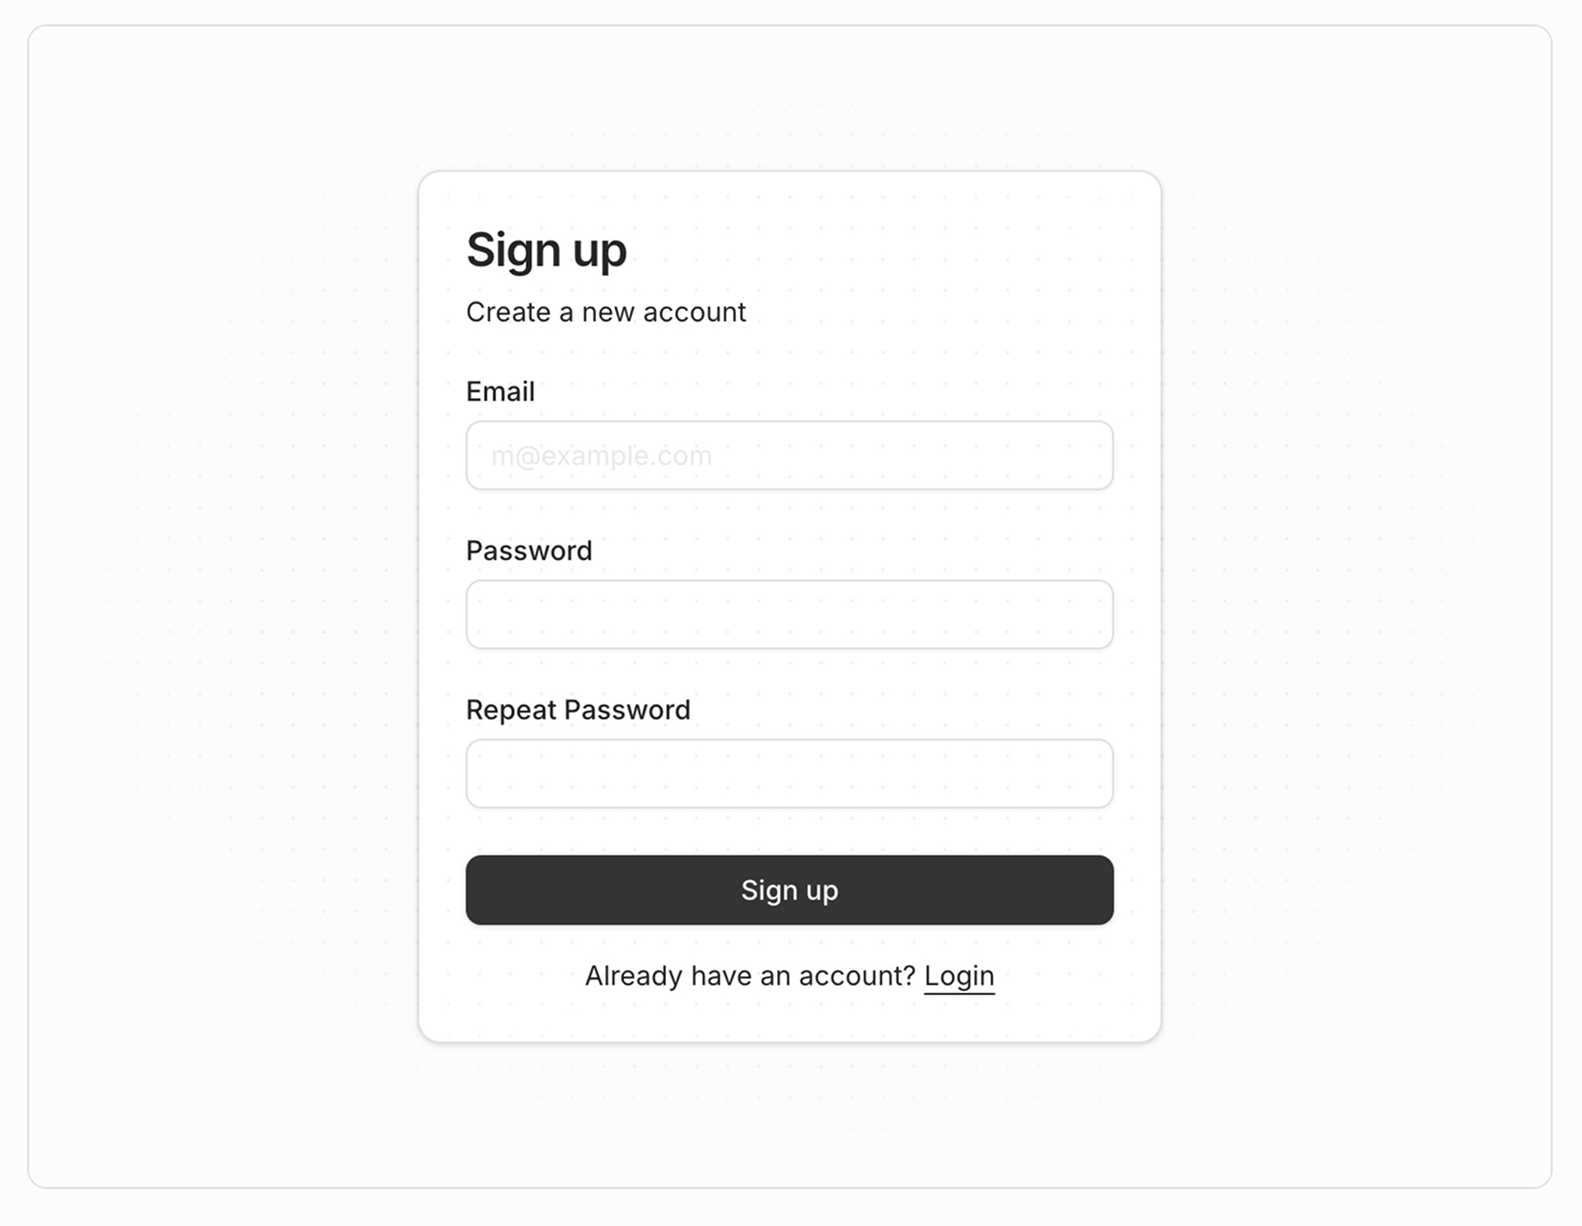 Sign up
Create a new account
Email
m@example.com
Password
Repeat Password
Sign up
Already have an account? Login